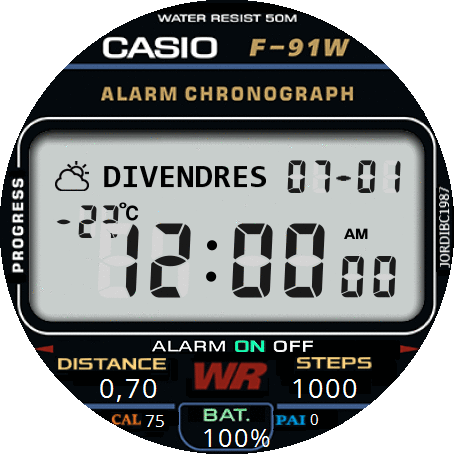 WATER RESIST 50M
CASIO F-91W
ALARM CHRONOGRAPH
PROGRESS
DIVENDRES 07-01
-23°C
12:00 AM 00
JORDIBC1987
ALARM ON OFF
DISTANCE WR STEPS
0,70 1000
CAL 75 BAT. PAI 0
100%